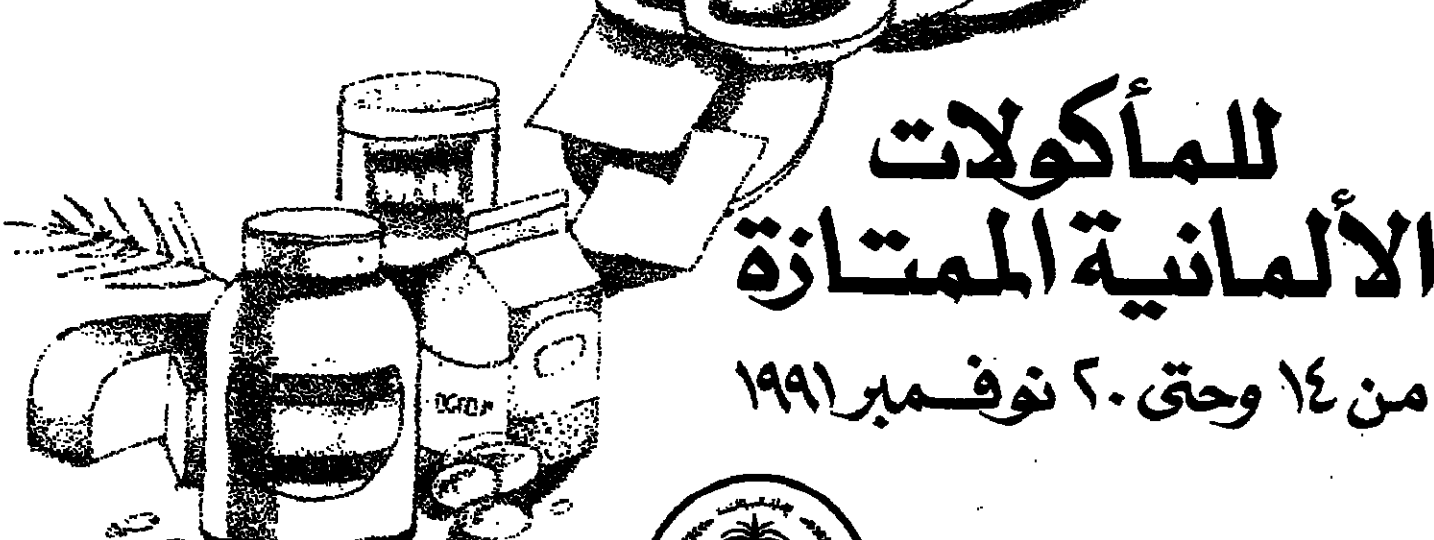 للمأكولات
الألمانية الممتازة
من ١٤ وحتى ٢٠ نوفمبر ١٩٩١